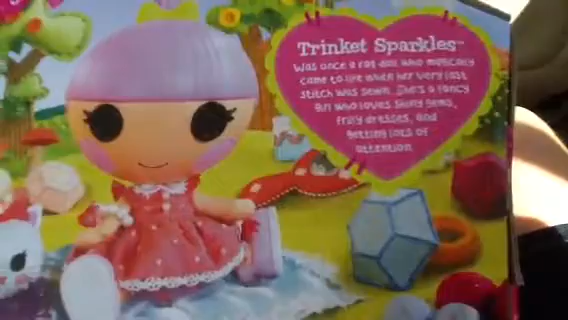 Trinket Sparkles™
Was once a rag doll who magically
came to life when her very last
stitch was sewn. She's a fancy
girl who loves shiny gems,
frilly dresses, and
getting lots of
attention.